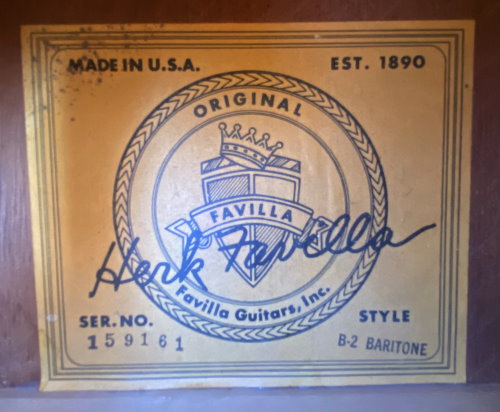 MADE IN U.S.A.
EST. 1890
ORIGINAL
FAVILLA
Herk Favilla
Favilla Guitars, Inc.
SER. NO.
159161
STYLE
B-2 BARITONE